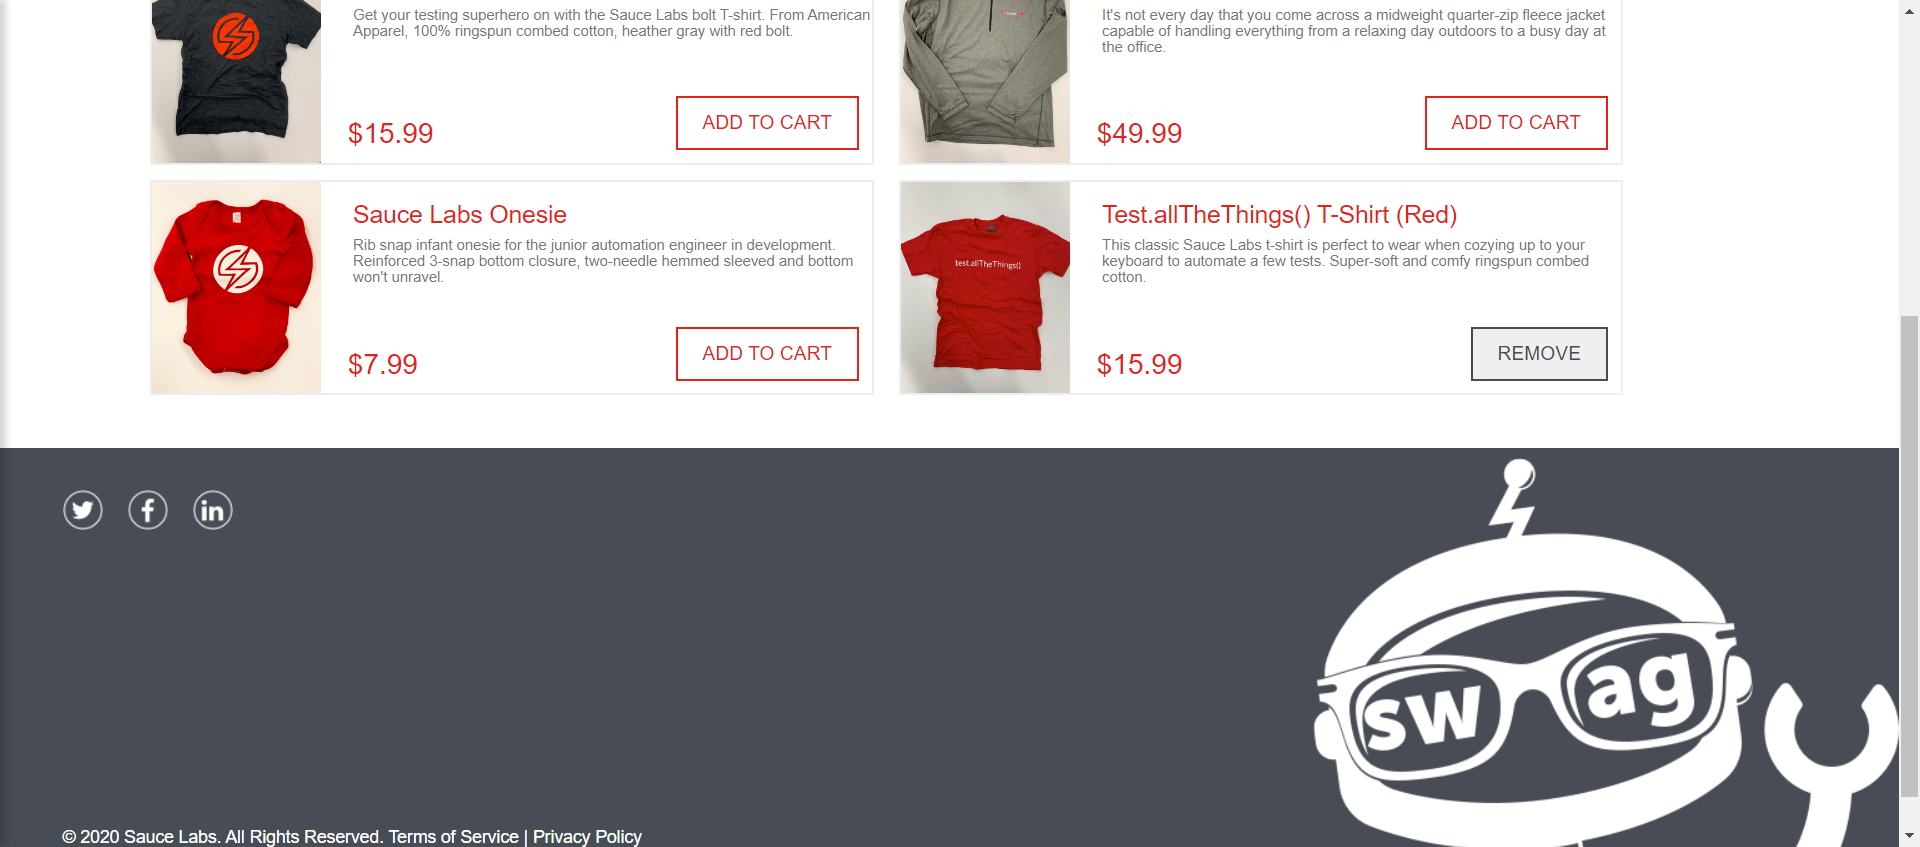 Get your testing superhero on with the Sauce Labs bolt T-shirt. From American
Apparel, 100% ringspun combed cotton, heather gray with red bolt.
$15.99
ADD TO CART
It's not every day that you come across a midweight quarter-zip fleece jacket
capable of handling everything from a relaxing day outdoors to a busy day at
the office.
$49.99
ADD TO CART
Sauce Labs Onesie
Rib snap infant onesie for the junior automation engineer in development.
Reinforced 3-snap bottom closure, two-needle hemmed sleeved and bottom
won't unravel.
$7.99
ADD TO CART
test.allTheThings()
Test.allTheThings() T-Shirt (Red)
This classic Sauce Labs t-shirt is perfect to wear when cozying up to your
keyboard to automate a few tests. Super-soft and comfy ringspun combed
cotton.
$15.99
REMOVE
sw ag
© 2020 Sauce Labs. All Rights Reserved. Terms of Service | Privacy Policy